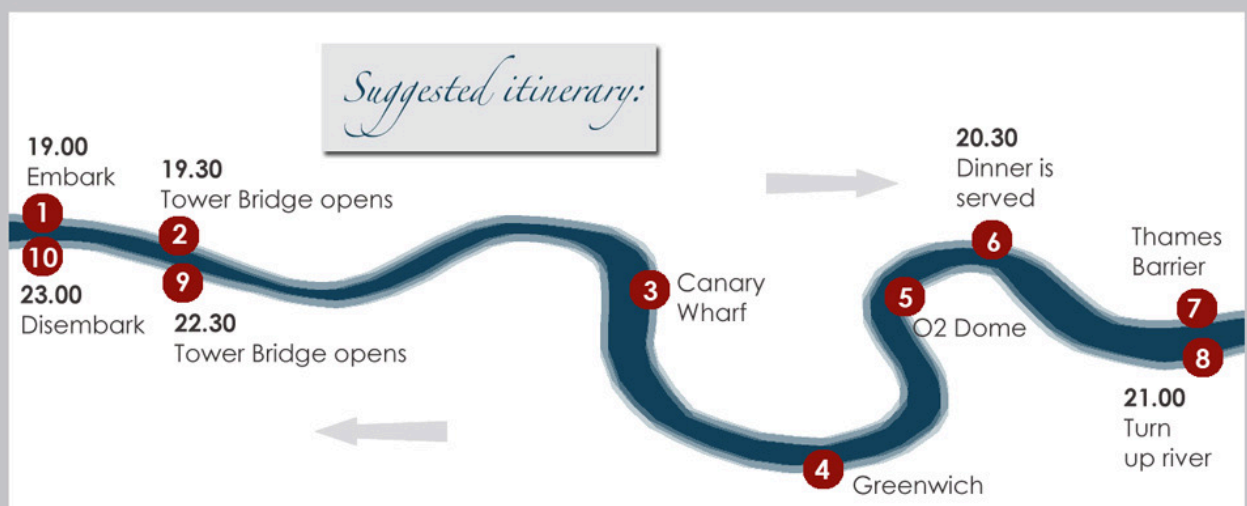 Suggested itinerary:
19.00
Embark
1
19.30
Tower Bridge opens
2
3
Canary
Wharf
4
Greenwich
5
O2 Dome
20.30
Dinner is
served
6
Thames
Barrier
7
8
21.00
Turn
up river
9
22.30
Tower Bridge opens
10
23.00
Disembark